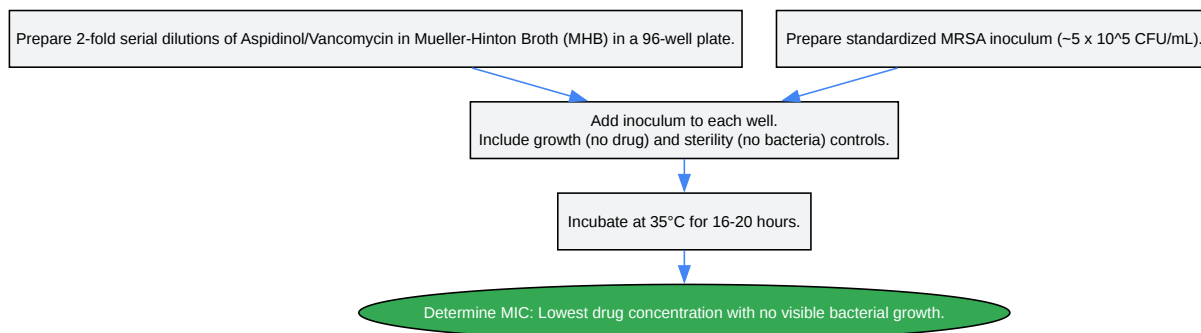 Prepare 2-fold serial dilutions of Aspidinol/Vancomycin in Mueller-Hinton Broth (MHB) in a 96-well plate.
Prepare standardized MRSA inoculum (~5 x 10^5 CFU/mL).
Add inoculum to each well.
Include growth (no drug) and sterility (no bacteria) controls.
Incubate at 35°C for 16-20 hours.
Determine MIC: Lowest drug concentration with no visible bacterial growth.